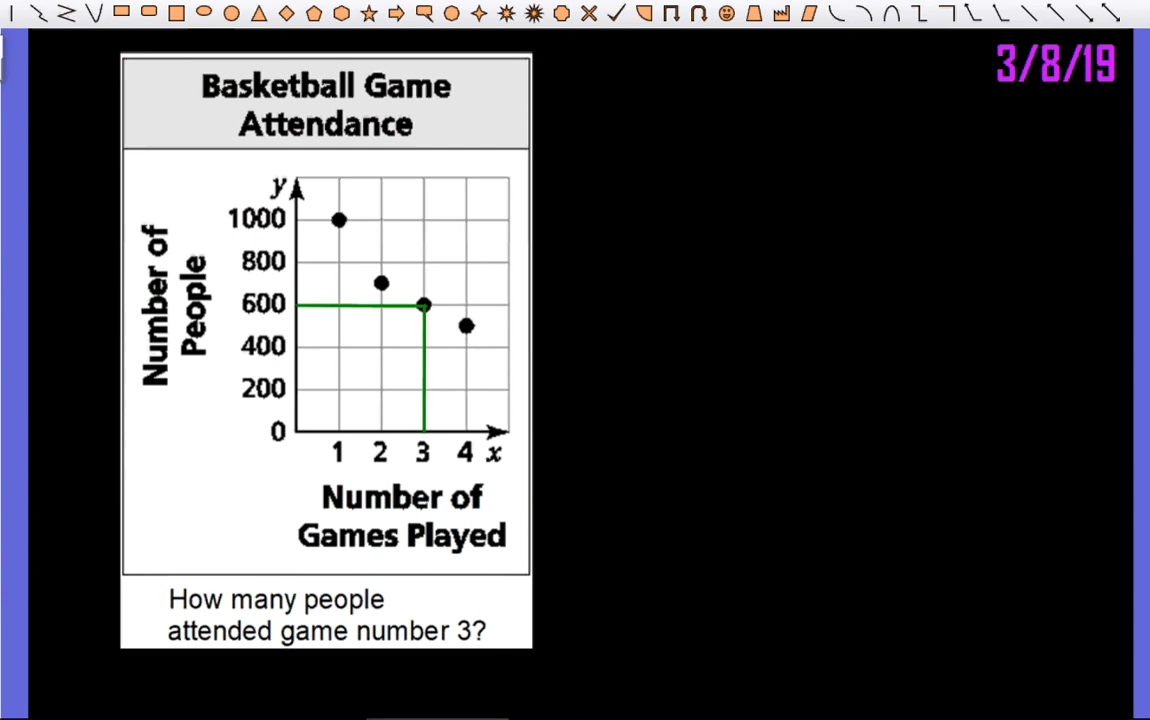 3/8/19
Basketball Game
Attendance
y
1000
800
600
400
200
0
Number of
People
1 2 3 4 x
Number of
Games Played
How many people
attended game number 3?